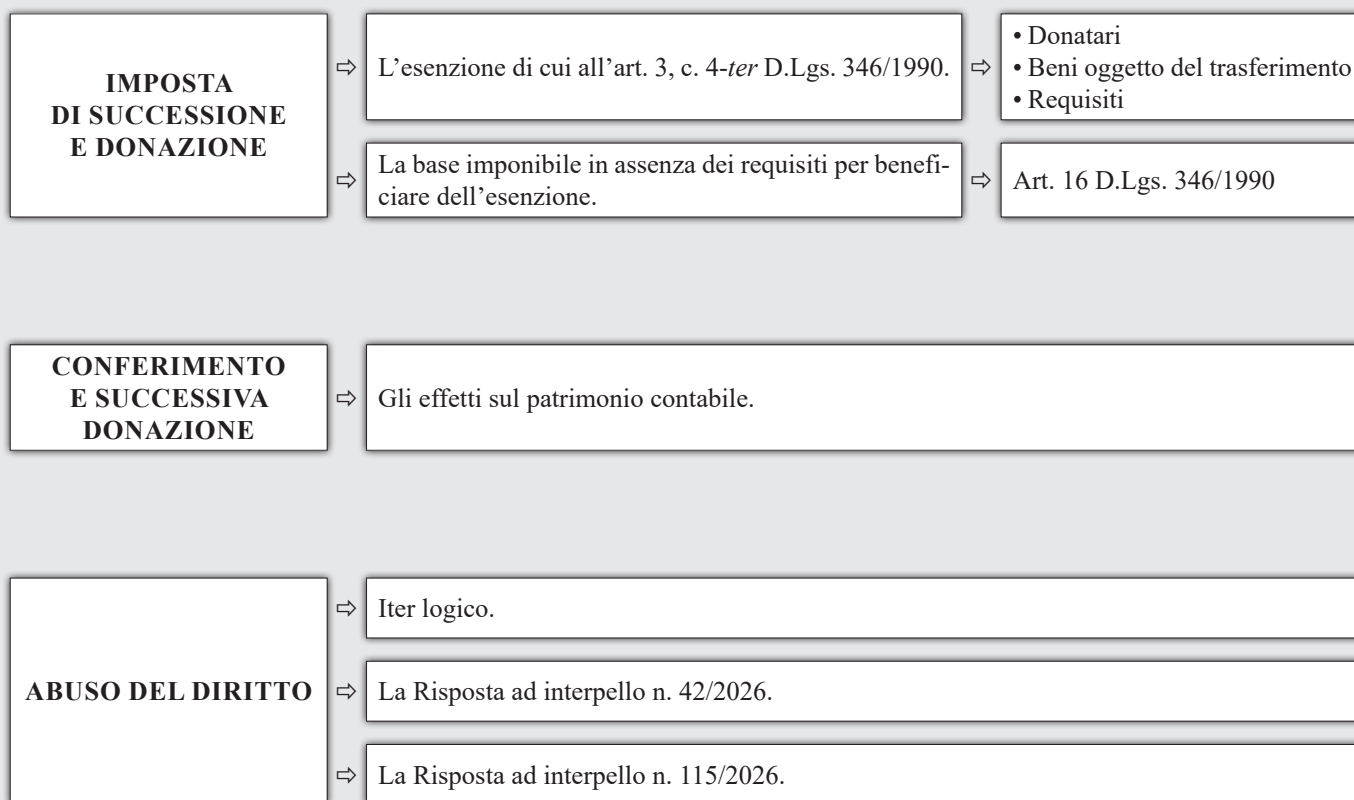 IMPOSTA
DI SUCCESSIONE
E DONAZIONE
⇨
L’esenzione di cui all’art. 3, c. 4-ter D.Lgs. 346/1990.
⇨
• Donatari
• Beni oggetto del trasferimento
• Requisiti
⇨
La base imponibile in assenza dei requisiti per benefi-
ciare dell’esenzione.
⇨
Art. 16 D.Lgs. 346/1990
CONFERIMENTO
E SUCCESSIVA
DONAZIONE
⇨
Gli effetti sul patrimonio contabile.
ABUSO DEL DIRITTO
⇨
Iter logico.
⇨
La Risposta ad interpello n. 42/2026.
⇨
La Risposta ad interpello n. 115/2026.